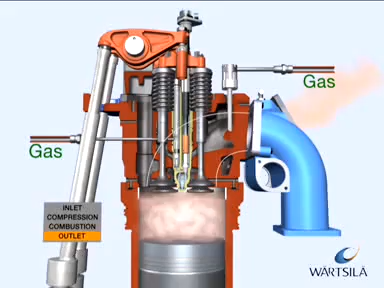 Gas
Gas
INLET
COMPRESSION
COMBUSTION
OUTLET
WÄRTSILÄ